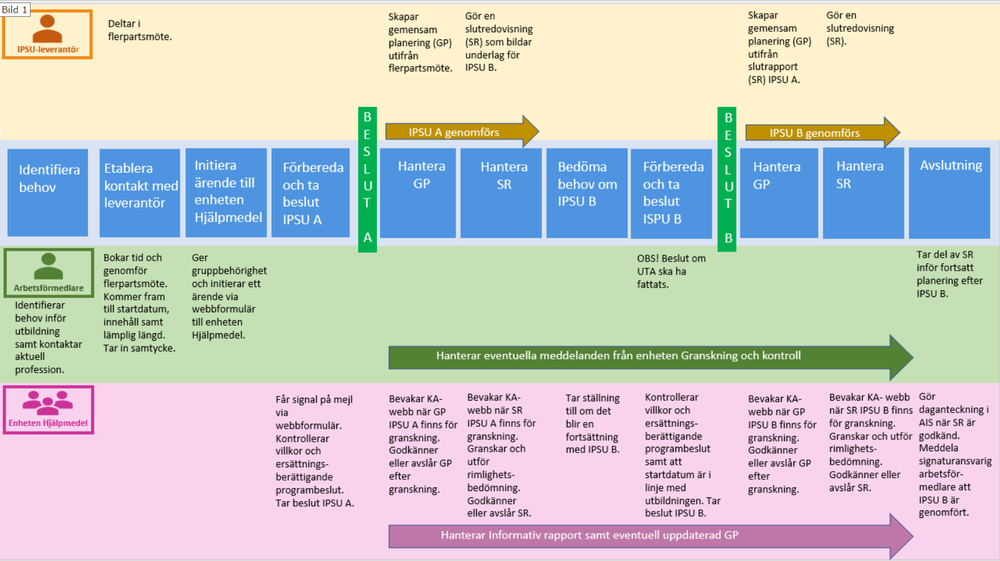 Bild 1
IPSU-leverantör
Deltar i
flerpartsmöte.
Skapar
gemensam
planering (GP)
utifrån
flerpartsmöte.
Gör en
slutredovisning
(SR) som bildar
underlag för
IPSU B.
Skapar
gemensam
planering (GP)
utifrån
slutrapport
(SR) IPSU A.
Gör en
slutredovisning
(SR).
IPSU A genomförs
IPSU B genomförs
Identifiera
behov
Etablera
kontakt med
leverantör
Initiera
ärende till
enheten
Hjälpmedel
Förbereda
och ta
beslut
IPSU A
B
E
S
L
U
T
A
Hantera
GP
Hantera
SR
Bedöma
behov om
IPSU B
Förbereda
och ta
beslut
ISPU B
B
E
S
L
U
T
B
Hantera
GP
Hantera
SR
Avslutning
Arbetsförmedlare
Identifierar
behov inför
utbildning
samt kontaktar
aktuell
profession.
Bokar tid och
genomför
flerpartsmöte.
Kommer fram
till startdatum,
innehåll samt
lämplig längd.
Tar in samtycke.
Ger
gruppbehörighet
och initierar ett
ärende via
webbformulär
till enheten
Hjälpmedel.
OBS! Beslut om
UTA ska ha
fattats.
Tar del av SR
inför fortsatt
planering efter
IPSU B.
Hanterar eventuella meddelanden från enheten Granskning och kontroll
Enheten Hjälpmedel
Får signal på mejl
via
webbformulär.
Kontrollerar
villkor och
ersättnings-
berättigande
programbeslut.
Tar beslut IPSU A.
Bevakar KA-
webb när GP
IPSU A finns för
granskning.
Godkänner
eller avslår GP
efter
granskning.
Bevakar KA-
webb när SR
IPSU A finns för
granskning.
Granskar och
utför
rimlighets-
bedömning.
Godkänner
eller avslår SR.
Tar ställning
till om det
blir en
fortsättning
med IPSU B.
Kontrollerar
villkor och
ersättnings-
berättigande
programbeslut
samt att
startdatum är i
linje med
utbildningen. Tar
beslut IPSU B.
Bevakar KA-
webb när GP
IPSU B finns för
granskning.
Godkänner
eller avslår GP
efter
granskning.
Bevakar KA- webb
när SR IPSU B finns
för granskning.
Granskar och utför
rimlighets-
bedömning.
Godkänner eller
avslår SR.
Gör
daganteckning i
AIS när SR är
godkänd.
Meddela
signaturansvarig
arbetsför-
medlare att
IPSU B är
genomfört.
Hanterar Informativ rapport samt eventuell uppdaterad GP